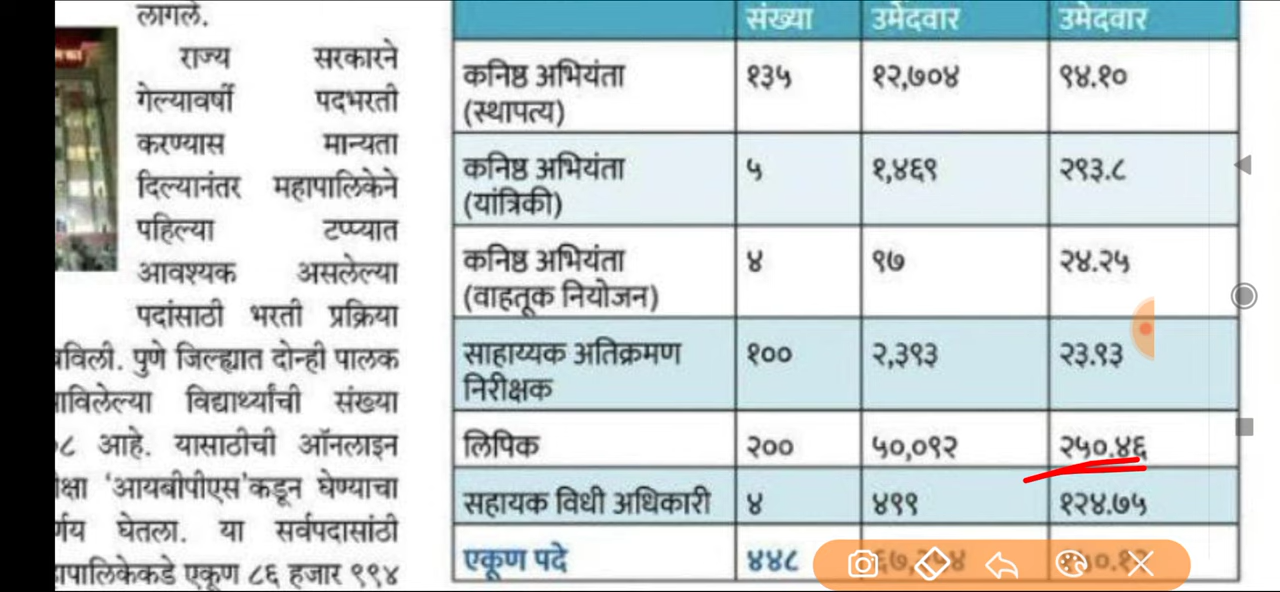 लागले.
राज्य सरकारने
गेल्यावर्षी पदभरती
करण्यास मान्यता
दिल्यानंतर महापालिकेने
पहिल्या टप्प्यात
आवश्यक असलेल्या
पदांसाठी भरती प्रक्रिया
पुणे जिल्ह्यात दोन्ही पालक
विद्यार्थ्यांची संख्या
आहे. यासाठीची ऑनलाइन
'आयबीपीएस'कडून घेण्याचा
घेतला. या सर्वपदासांठी
एकूण ८६ हजार ९९४
संख्या उमेदवार उमेदवार
कनिष्ठ अभियंता १३५ १२,७०४ ९४.१०
(स्थापत्य)
कनिष्ठ अभियंता ५ १,४६९ २९३.८
(यांत्रिकी)
कनिष्ठ अभियंता ४ ९७ २४.२५
(वाहतूक नियोजन)
साहाय्यक अतिक्रमण १०० २,३९३ २३.९३
निरीक्षक
लिपिक २०० ५०,०९२ २५०.४६
सहायक विधी अधिकारी ४ ४९९ १२४.७५
एकूण पदे ४४८